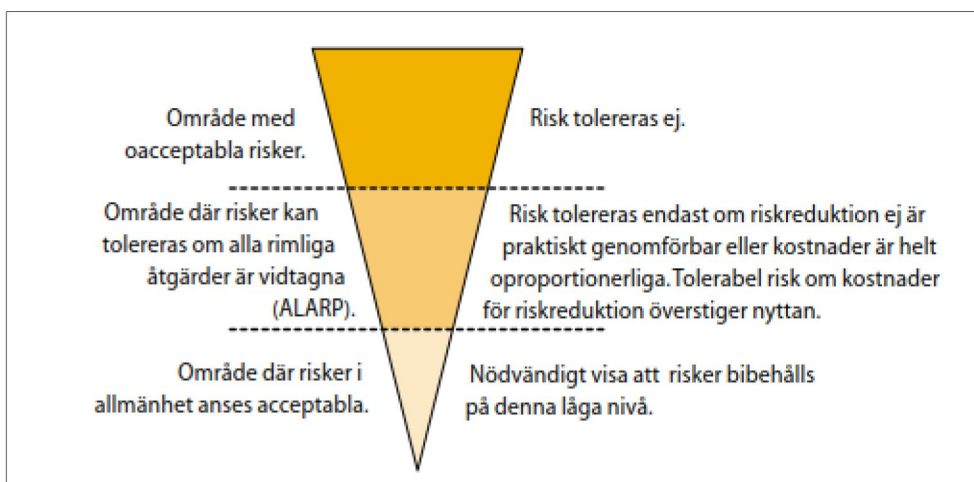 Område med
oacceptabla risker.
Risk tolereras ej.
Område där risker kan
tolereras om alla rimliga
åtgärder är vidtagna
(ALARP).
Risk tolereras endast om riskreduktion ej är
praktiskt genomförbar eller kostnader är helt
oproportionerliga.Tolerabel risk om kostnader
för riskreduktion överstiger nyttan.
Område där risker i
allmänhet anses acceptabla.
Nödvändigt visa att risker bibehålls
på denna låga nivå.